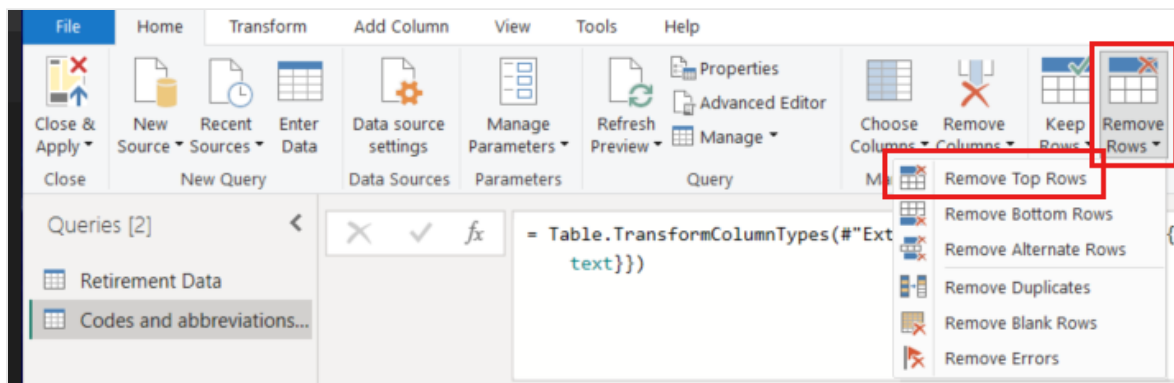 File Home Transform Add Column View Tools Help
Close & Apply
New Source
Recent Sources
Enter Data
Data source settings
Manage Parameters
Refresh Preview
Properties
Advanced Editor
Manage
Choose Columns
Remove Columns
Keep Rows
Remove Rows
Close New Query Data Sources Parameters Query
Remove Top Rows
Remove Bottom Rows
Remove Alternate Rows
Remove Duplicates
Remove Blank Rows
Remove Errors
Queries [2]
Retirement Data
Codes and abbreviations...
fx
= Table.TransformColumnTypes(#"Ext
text}})